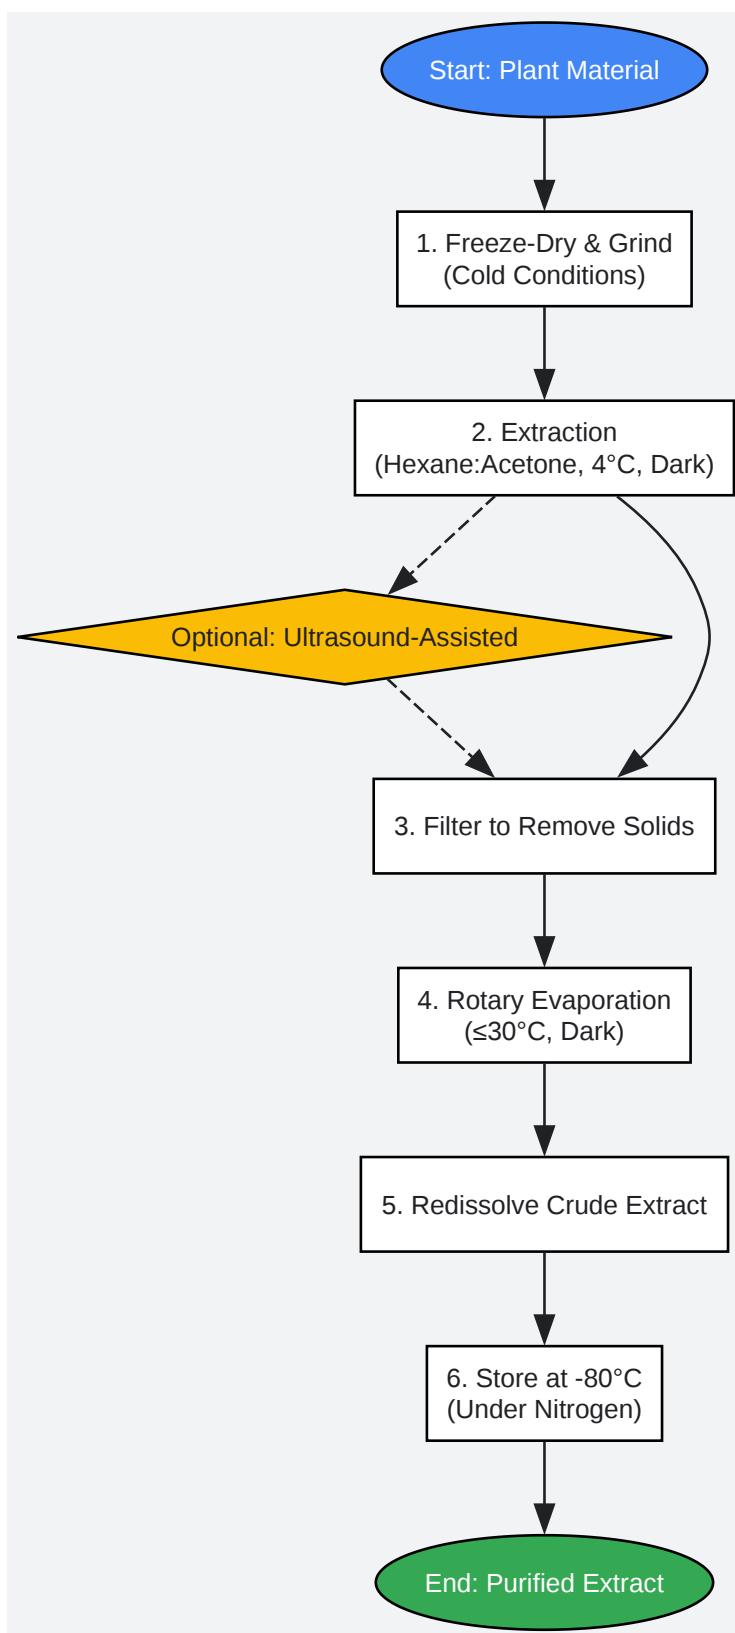 Start: Plant Material
1. Freeze-Dry & Grind
(Cold Conditions)
2. Extraction
(Hexane:Acetone, 4°C, Dark)
Optional: Ultrasound-Assisted
3. Filter to Remove Solids
4. Rotary Evaporation
(≤30°C, Dark)
5. Redissolve Crude Extract
6. Store at -80°C
(Under Nitrogen)
End: Purified Extract